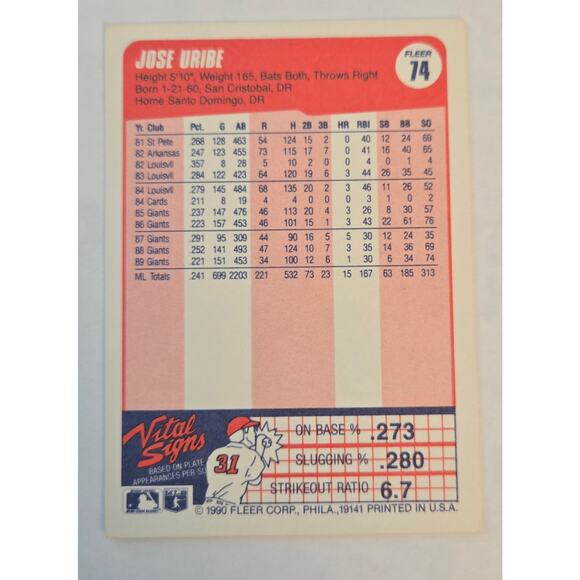 JOSE URIBE
FLEER
74
Height 5'10", Weight 165, Bats Both, Throws Right
Born 1-21-60, San Cristobal, DR
Home Santo Domingo, DR
Yr. Club Pct. G AB R H 2B 3B HR RBI SB BB SO
81 St Pete .268 128 463 54 124 15 2 0 40 12 24 69
82 Arkansas .247 123 455 73 115 17 7 0 41 16 40 65
82 Louisvll .357 8 28 5 10 2 0 0 4 0 2 4
83 Louisvll .284 122 423 64 120 19 6 3 44 26 35 45
84 Louisvll .279 145 484 68 135 20 2 3 46 11 26 52
84 Cards .211 8 19 4 4 0 0 0 3 1 0 2
85 Giants .237 147 476 46 113 20 4 3 26 8 30 57
86 Giants .223 157 453 46 101 15 1 3 43 22 61 76
87 Giants .291 95 309 44 90 16 5 5 30 12 24 35
88 Giants .252 141 493 47 124 10 7 3 35 14 36 69
89 Giants .221 151 453 34 100 12 6 1 30 6 34 74
ML Totals .241 699 2203 221 532 73 23 15 167 63 185 313
Vital Signs
BASED ON PLATE
APPEARANCES PER SO
31
ON BASE % .273
SLUGGING % .280
STRIKEOUT RATIO 6.7
© 1990 FLEER CORP., PHILA., 19141 PRINTED IN U.S.A.